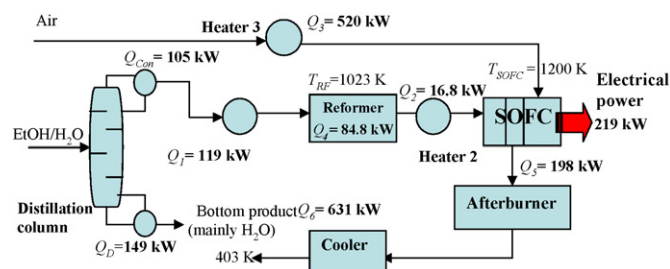 Air
Heater 3
Q3= 520 kW
QCon= 105 kW
TRF=1023 K
Q2= 16.8 kW
TSOFC= 1200 K
Electrical
power
219 kW
Reformer
Q4= 84.8 kW
SOFC
EtOH/H2O
Q1= 119 kW
Heater 2
Q5= 198 kW
Distillation
column
QD=149 kW
Bottom product
(mainly H2O)
Q6= 631 kW
Afterburner
403 K
Cooler